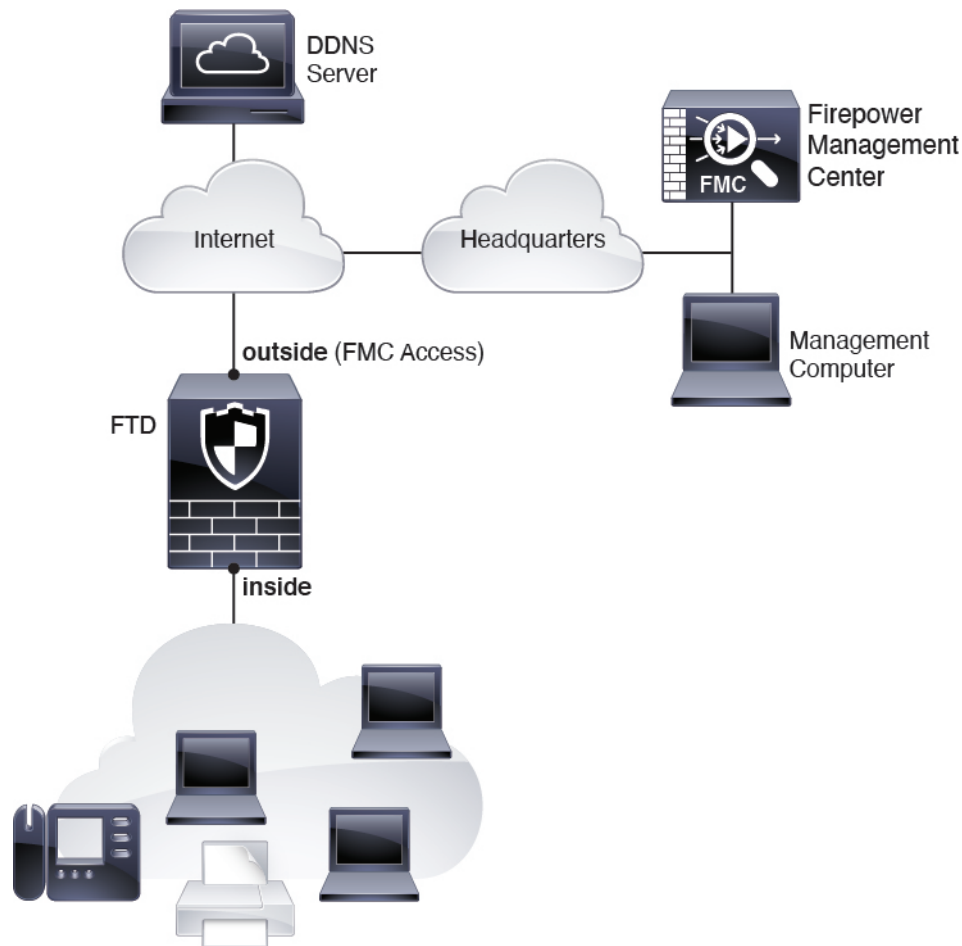 DDNS
Server
Firepower
Management
Center
FMC
Internet
Headquarters
Management
Computer
outside (FMC Access)
FTD
inside